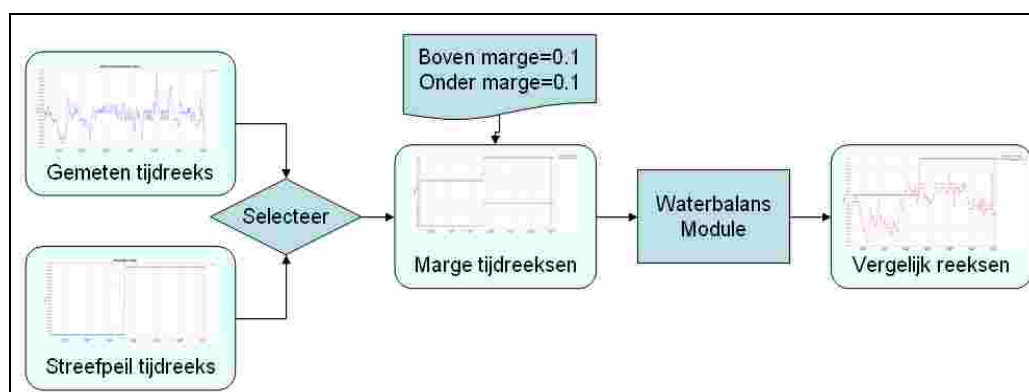 Boven marge=0.1
Onder marge=0.1
Gemeten tijdreeks
Selecteer
Marge tijdreeksen
Waterbalans
Module
Vergelijk reeksen
Streefpeil tijdreeks